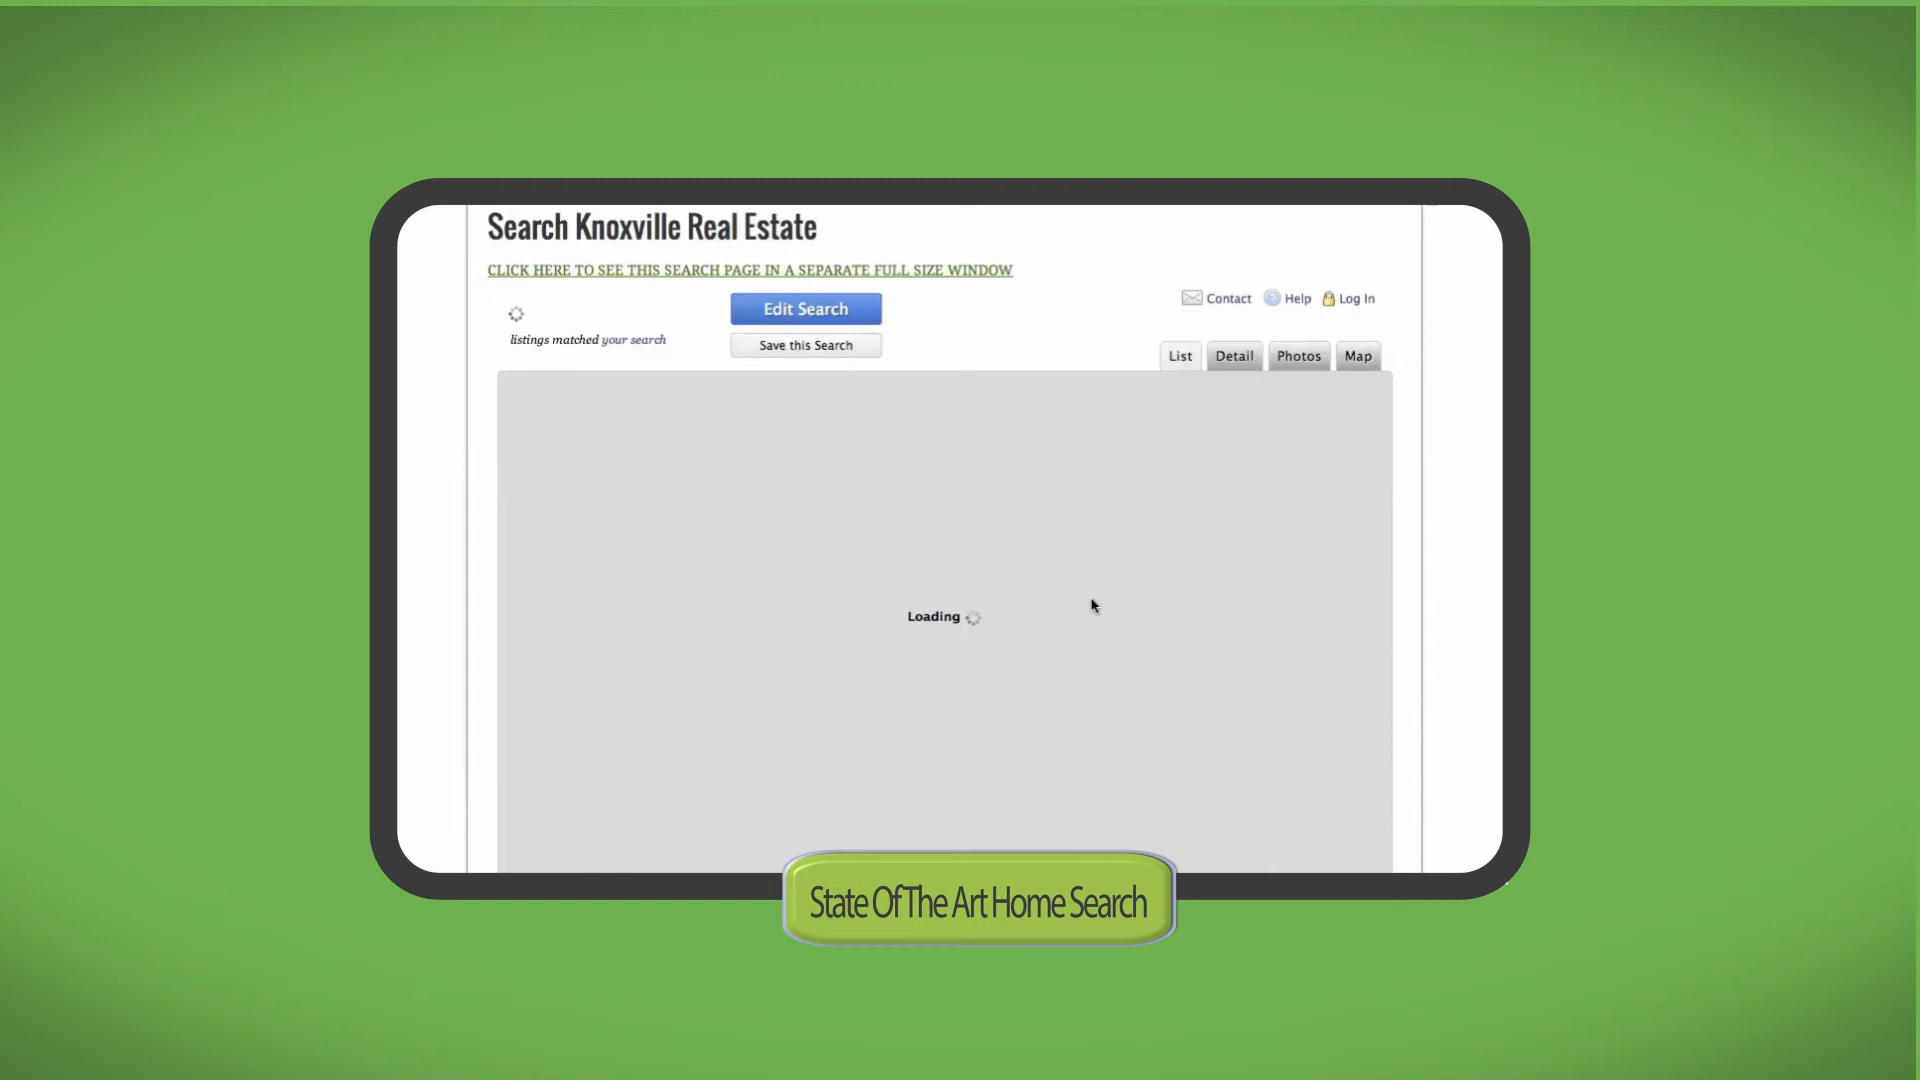 Search Knoxville Real Estate
CLICK HERE TO SEE THIS SEARCH PAGE IN A SEPARATE FULL SIZE WINDOW
Edit Search
Contact Help Log In
listings matched your search
Save this Search
List Detail Photos Map
Loading
State Of The Art Home Search